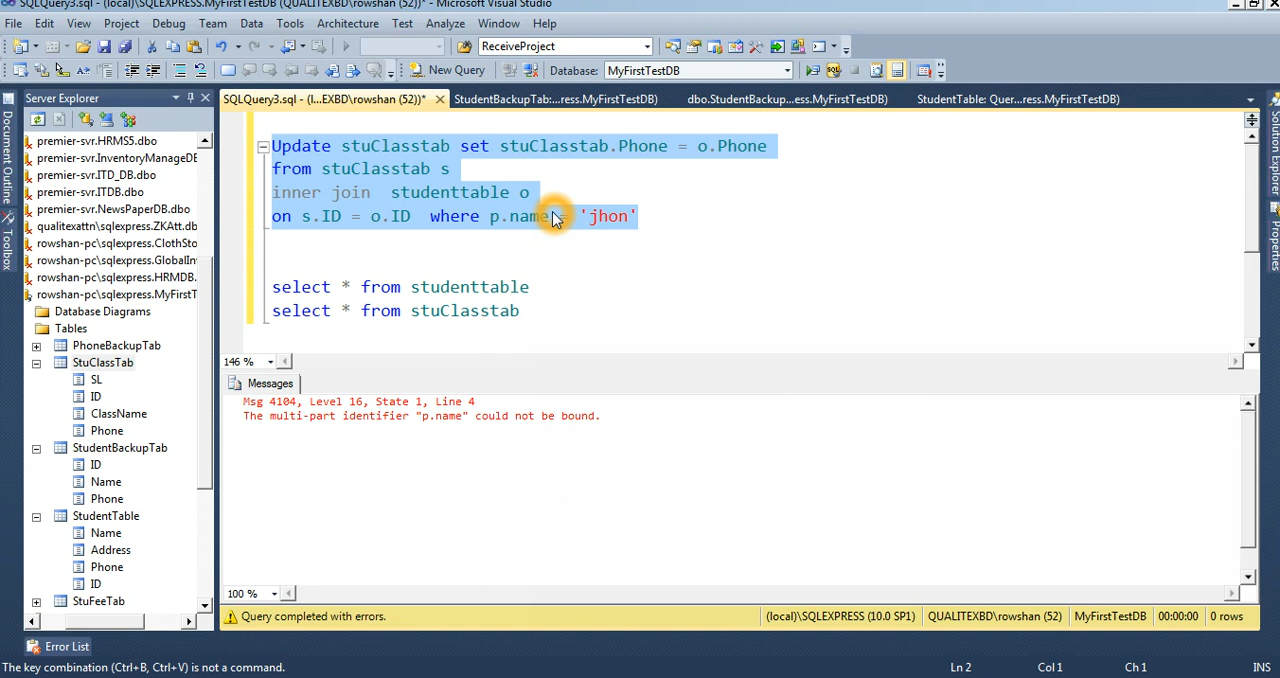 SQLQuery3.sql - (local)\SQLEXPRESS.MyFirstTestDB (QUALITEXBD\rowshan (52))* - Microsoft Visual Studio
File Edit View Project Debug Team Data Tools Architecture Test Analyze Window Help
ReceiveProject
New Query Database: MyFirstTestDB
Server Explorer
SQLQuery3.sql - (l...EXBD\rowshan (52))* StudentBackupTab:...ress.MyFirstTestDB) dbo.StudentBackup...ess.MyFirstTestDB) StudentTable: Quer...ress.MyFirstTestDB)
Document Outline
Toolbox
Solution Explorer
Properties
premier-svr.HRMS5.dbo
premier-svr.InventoryManageDE
premier-svr.ITD_DB.dbo
premier-svr.ITDB.dbo
premier-svr.NewsPaperDB.dbo
qualitexattn\sqlexpress.ZKAtt.db
rowshan-pc\sqlexpress.ClothSto
rowshan-pc\sqlexpress.GlobalIn
rowshan-pc\sqlexpress.HRMDB.
rowshan-pc\sqlexpress.MyFirstT
Database Diagrams
Tables
PhoneBackupTab
StuClassTab
SL
ID
ClassName
Phone
StudentBackupTab
ID
Name
Phone
StudentTable
Name
Address
Phone
ID
StuFeeTab
Update stuClasstab set stuClasstab.Phone = o.Phone
from stuClasstab s
inner join studenttable o
on s.ID = o.ID where p.name = 'jhon'
select * from studenttable
select * from stuClasstab
146 %
Messages
Msg 4104, Level 16, State 1, Line 4
The multi-part identifier "p.name" could not be bound.
100 %
Query completed with errors. (local)\SQLEXPRESS (10.0 SP1) QUALITEXBD\rowshan (52) MyFirstTestDB 00:00:00 0 rows
Error List
The key combination (Ctrl+B, Ctrl+V) is not a command. Ln 2 Col 1 Ch 1 INS